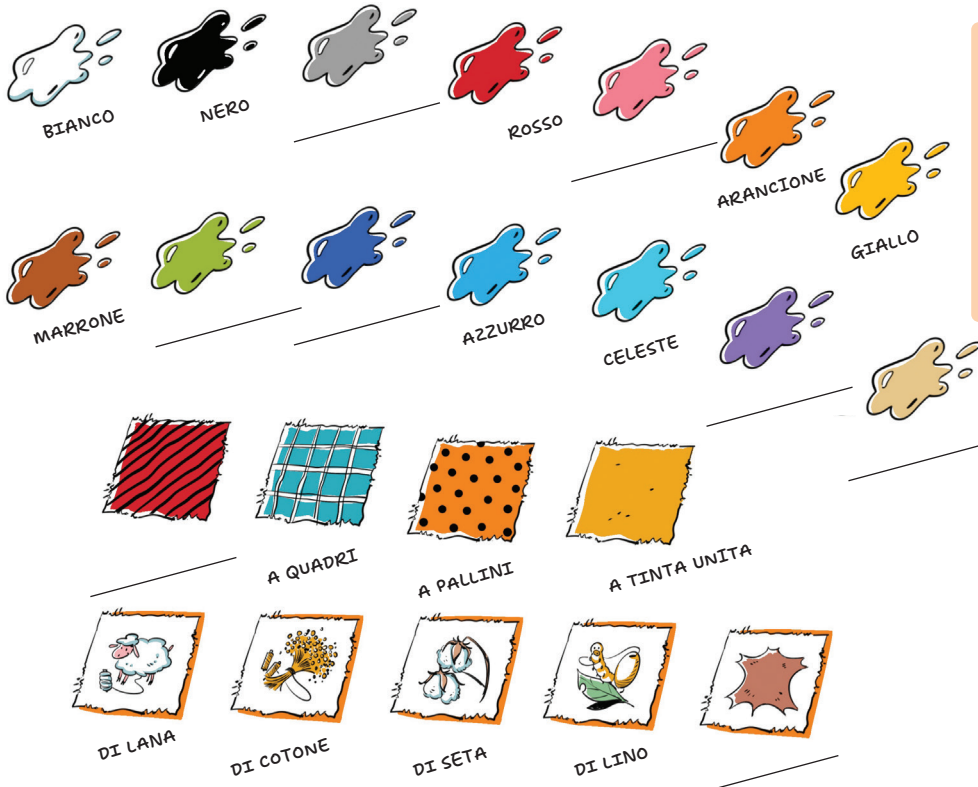 BIANCO
NERO
ROSSO
ARANCIONE
GIALLO
MARRONE
AZZURRO
CELESTE
A QUADRI
A PALLINI
A TINTA UNITA
DI LANA
DI COTONE
DI SETA
DI LINO